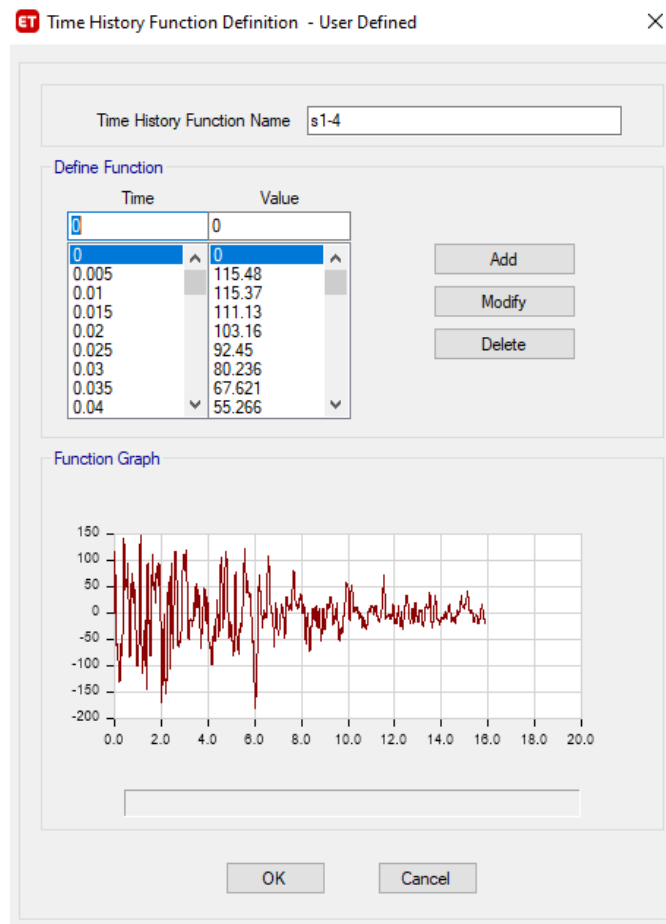 ET Time History Function Definition - User Defined
Time History Function Name s1-4
Define Function
Time Value
0 0
0 0
0.005 115.48
0.01 115.37
0.015 111.13
0.02 103.16
0.025 92.45
0.03 80.236
0.035 67.621
0.04 55.266
Add
Modify
Delete
Function Graph
150
100
50
0
-50
-100
-150
-200
0.0 2.0 4.0 6.0 8.0 10.0 12.0 14.0 16.0 18.0 20.0
OK Cancel